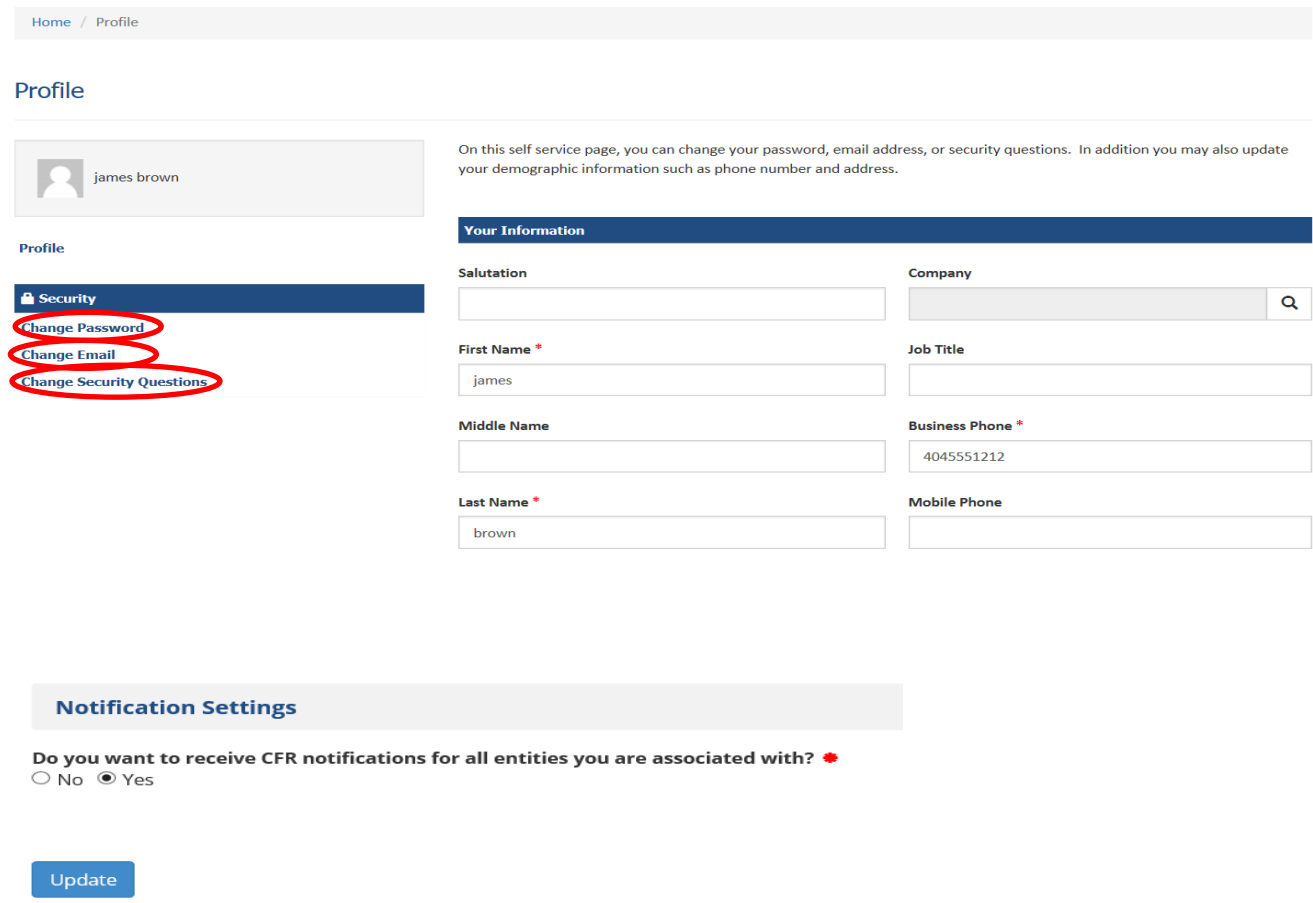 Home / Profile
Profile
james brown
Profile
Security
Change Password
Change Email
Change Security Questions
On this self service page, you can change your password, email address, or security questions.  In addition you may also update
your demographic information such as phone number and address.
Your Information
Salutation
Company
First Name *
james
Job Title
Middle Name
Business Phone *
4045551212
Last Name *
brown
Mobile Phone
Notification Settings
Do you want to receive CFR notifications for all entities you are associated with? *
No Yes
Update